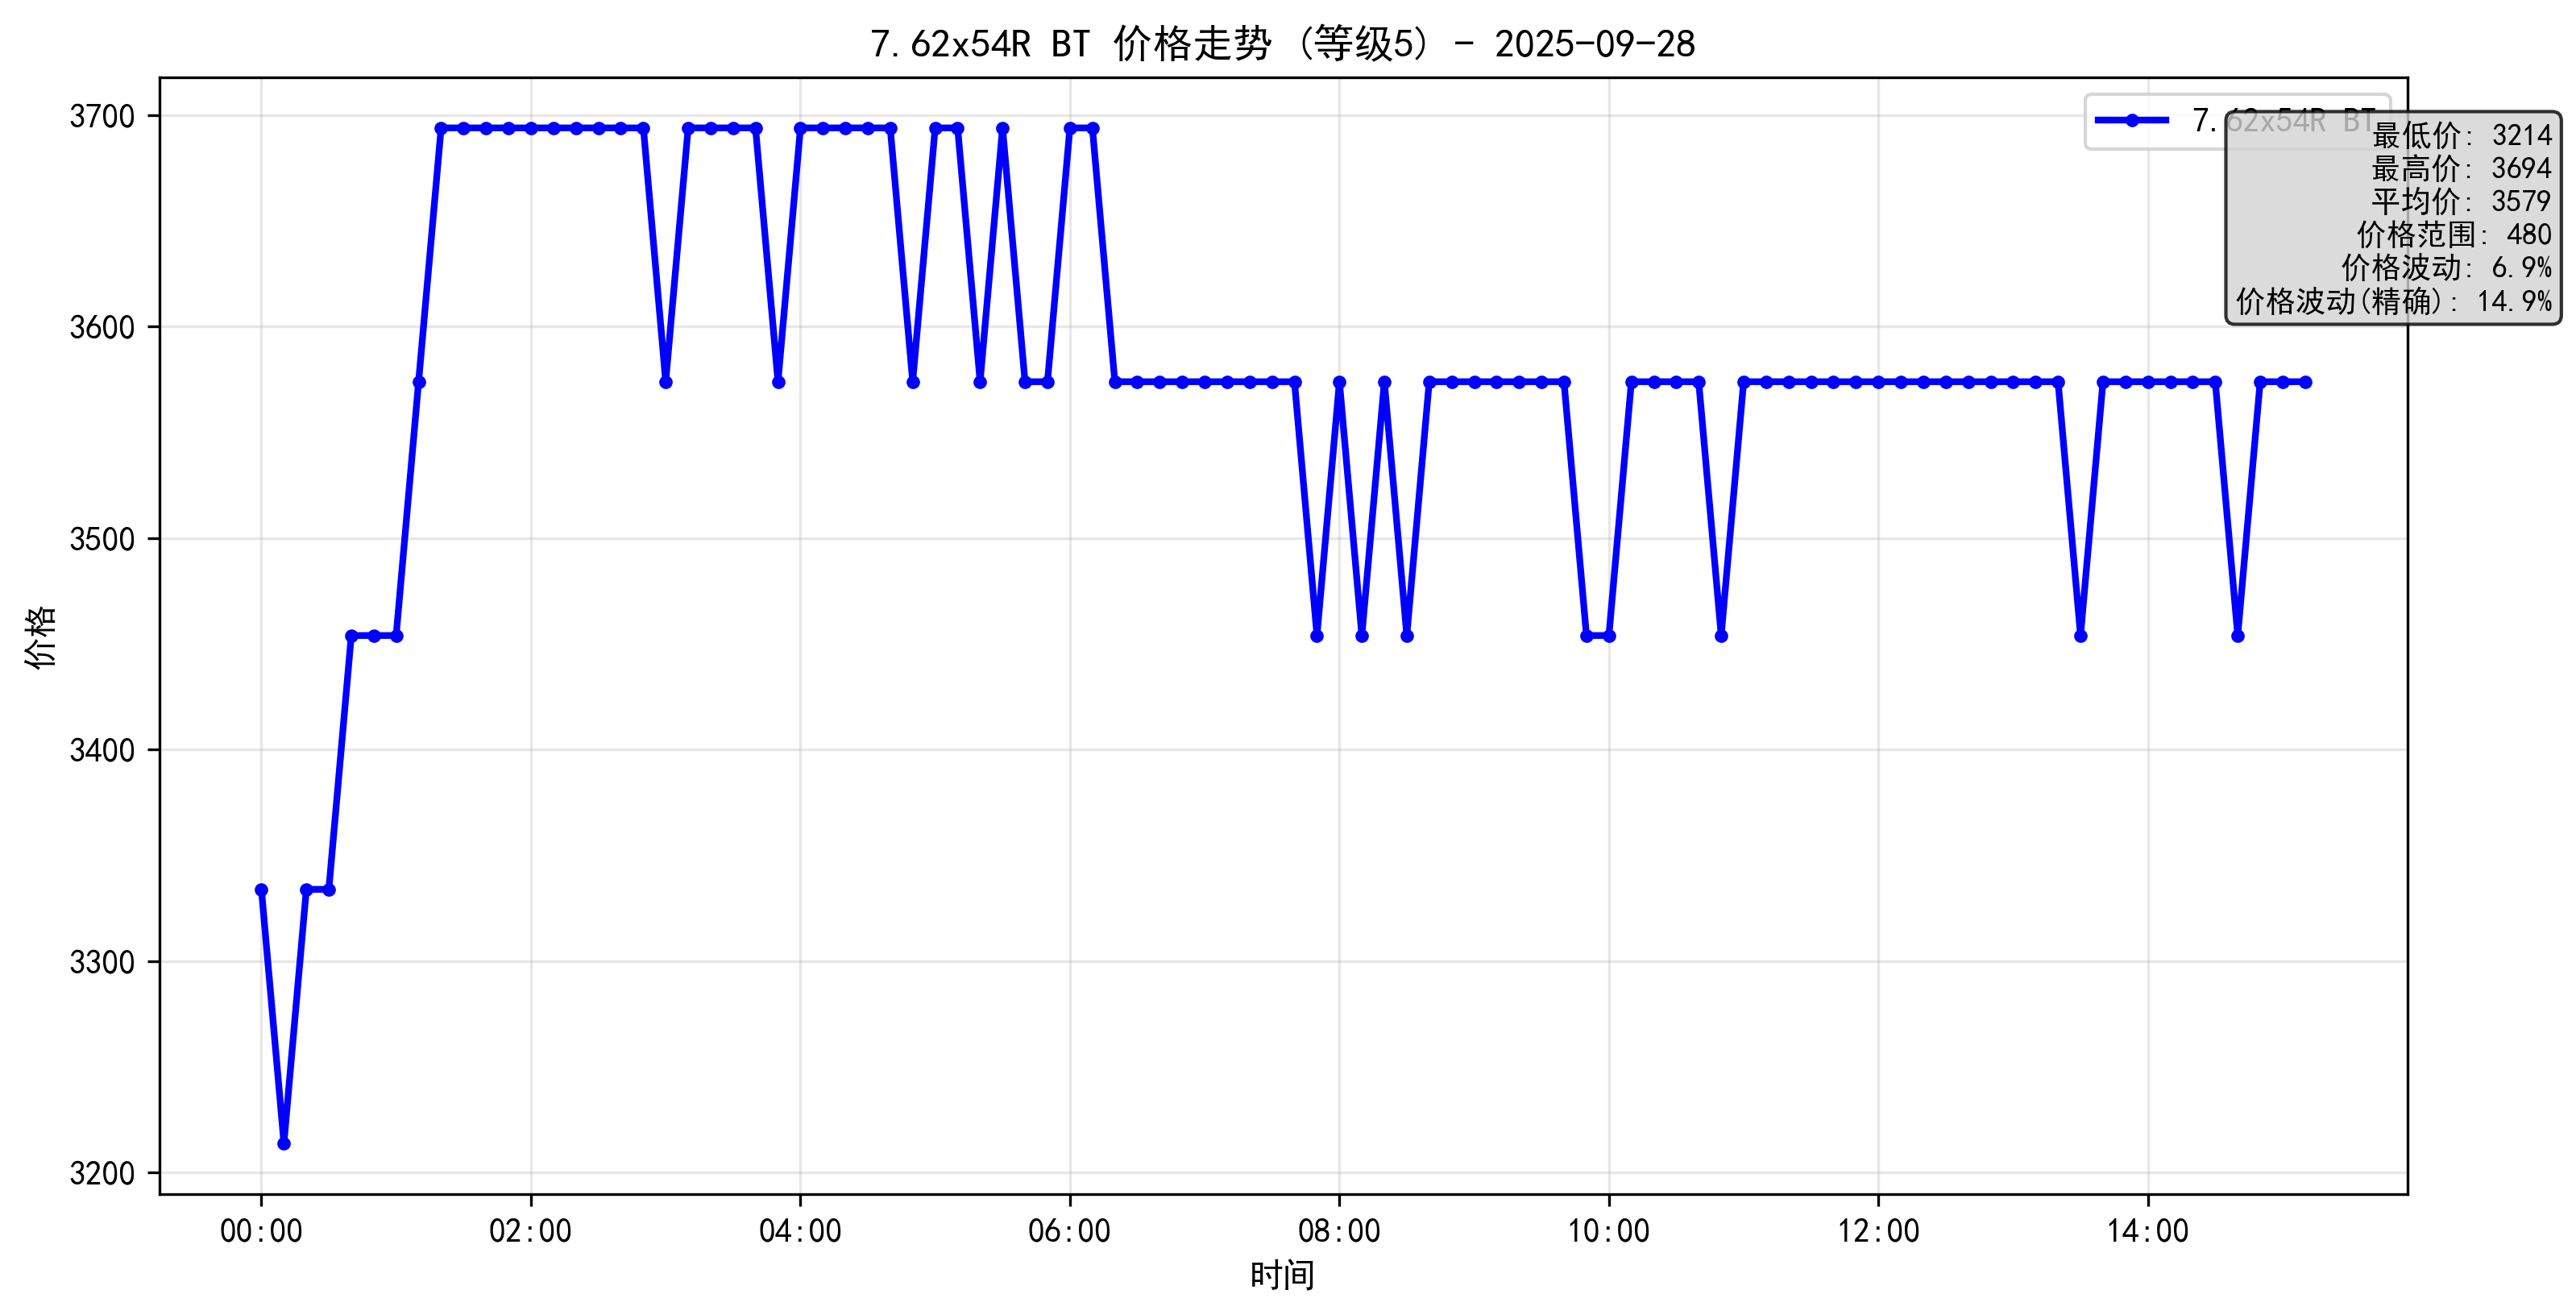 7.62x54R BT 价格走势 (等级5) - 2025-09-28
7.62x54R BT
最低价: 3214
最高价: 3694
平均价: 3579
价格范围: 480
价格波动: 6.9%
价格波动(精确): 14.9%
3700
3600
3500
3400
3300
3200
价格
00:00 02:00 04:00 06:00 08:00 10:00 12:00 14:00
时间